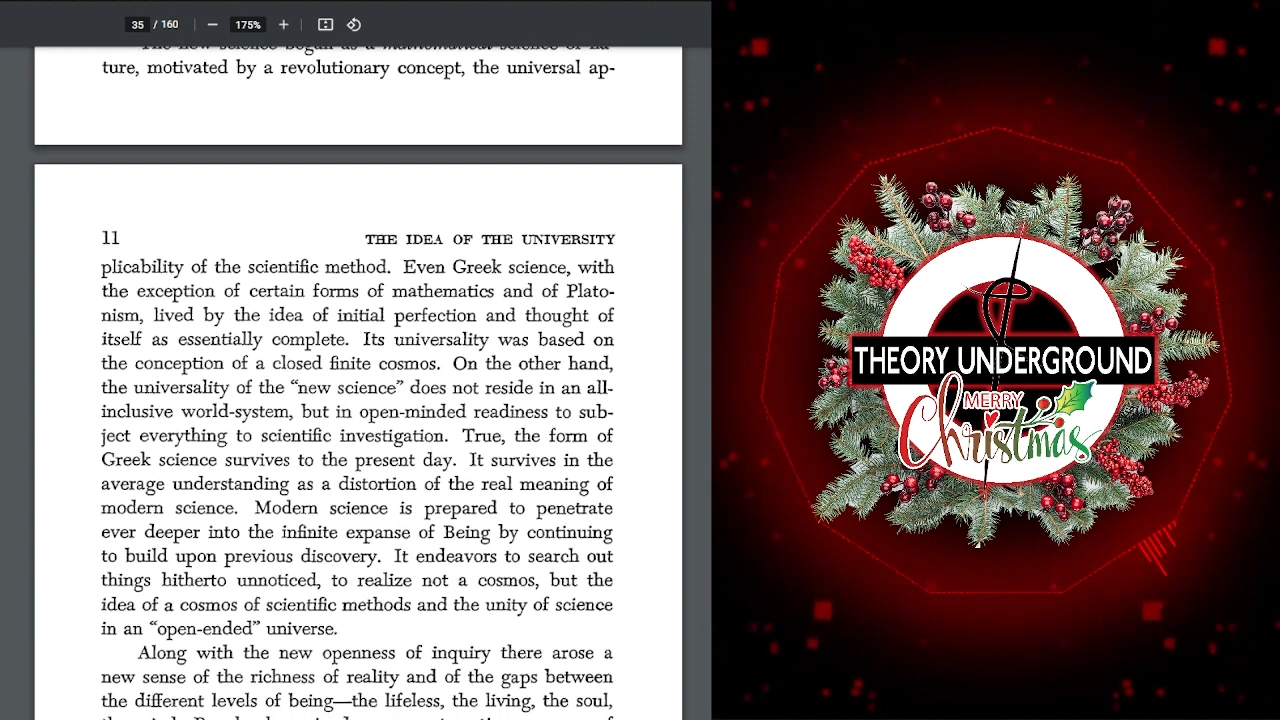 35 / 160
175%
The new science began as a mathematical science of na-
ture, motivated by a revolutionary concept, the universal ap-
11 THE IDEA OF THE UNIVERSITY
plicability of the scientific method. Even Greek science, with
the exception of certain forms of mathematics and of Plato-
nism, lived by the idea of initial perfection and thought of
itself as essentially complete. Its universality was based on
the conception of a closed finite cosmos. On the other hand,
the universality of the "new science" does not reside in an all-
inclusive world-system, but in open-minded readiness to sub-
ject everything to scientific investigation. True, the form of
Greek science survives to the present day. It survives in the
average understanding as a distortion of the real meaning of
modern science. Modern science is prepared to penetrate
ever deeper into the infinite expanse of Being by continuing
to build upon previous discovery. It endeavors to search out
things hitherto unnoticed, to realize not a cosmos, but the
idea of a cosmos of scientific methods and the unity of science
in an "open-ended" universe.
Along with the new openness of inquiry there arose a
new sense of the richness of reality and of the gaps between
the different levels of being—the lifeless, the living, the soul,
THEORY UNDERGROUND
MERRY
Christmas